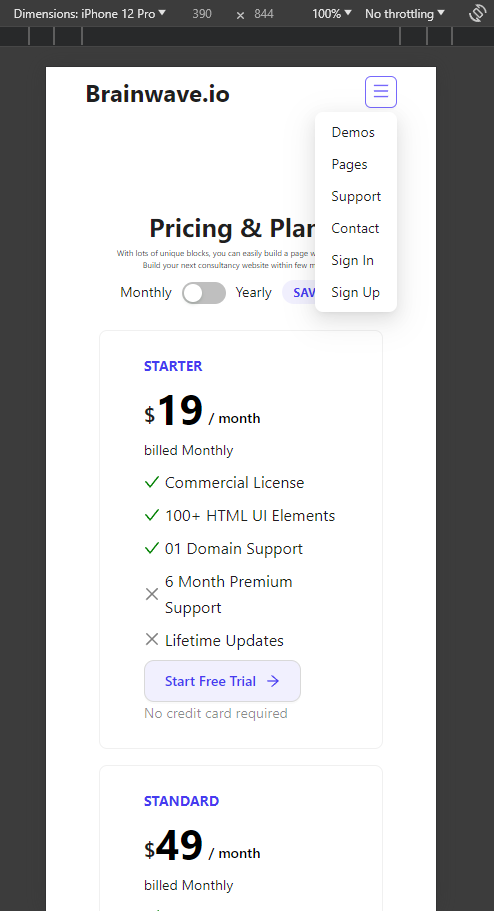 Dimensions: iPhone 12 Pro 390 × 844 100% No throttling
Brainwave.io
Demos
Pages
Support
Contact
Sign In
Sign Up
Pricing & Plan
With lots of unique blocks, you can easily build a page w
Build your next consultancy website within few m
Monthly Yearly SAV
STARTER
$19 / month
billed Monthly
Commercial License
100+ HTML UI Elements
01 Domain Support
6 Month Premium
Support
Lifetime Updates
Start Free Trial
No credit card required
STANDARD
$49 / month
billed Monthly